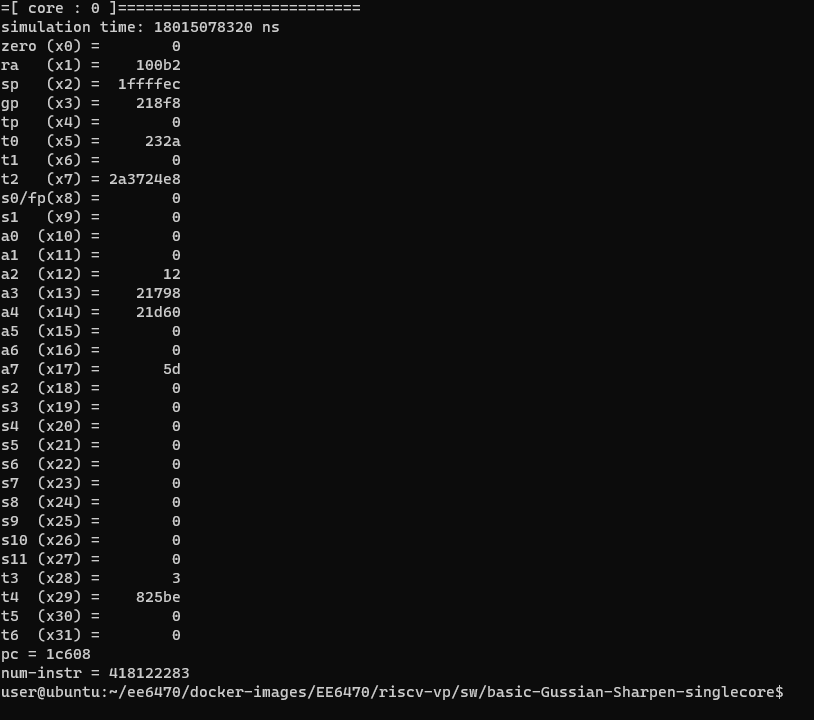 =[ core : 0 ]===========================
simulation time: 18015078320 ns
zero (x0) =        0
ra   (x1) =    100b2
sp   (x2) =  1ffffec
gp   (x3) =    218f8
tp   (x4) =        0
t0   (x5) =     232a
t1   (x6) =        0
t2   (x7) = 2a3724e8
s0/fp(x8) =        0
s1   (x9) =        0
a0  (x10) =        0
a1  (x11) =        0
a2  (x12) =       12
a3  (x13) =    21798
a4  (x14) =    21d60
a5  (x15) =        0
a6  (x16) =        0
a7  (x17) =       5d
s2  (x18) =        0
s3  (x19) =        0
s4  (x20) =        0
s5  (x21) =        0
s6  (x22) =        0
s7  (x23) =        0
s8  (x24) =        0
s9  (x25) =        0
s10 (x26) =        0
s11 (x27) =        0
t3  (x28) =        3
t4  (x29) =    825be
t5  (x30) =        0
t6  (x31) =        0
pc = 1c608
num-instr = 418122283
user@ubuntu:~/ee6470/docker-images/EE6470/riscv-vp/sw/basic-Gussian-Sharpen-singlecore$